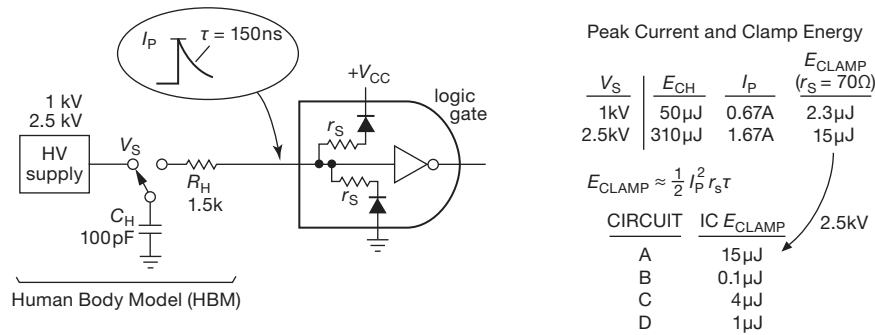 I_P τ = 150ns
+V_CC
logic gate
1 kV
2.5 kV
HV supply
V_S
R_H
1.5k
C_H
100pF
r_S
r_S
Human Body Model (HBM)
Peak Current and Clamp Energy
V_S E_CH I_P E_CLAMP (r_S = 70Ω)
1kV 50µJ 0.67A 2.3µJ
2.5kV 310µJ 1.67A 15µJ
E_CLAMP ≈ 1/2 I_P^2 r_s τ
2.5kV
CIRCUIT IC E_CLAMP
A 15µJ
B 0.1µJ
C 4µJ
D 1µJ